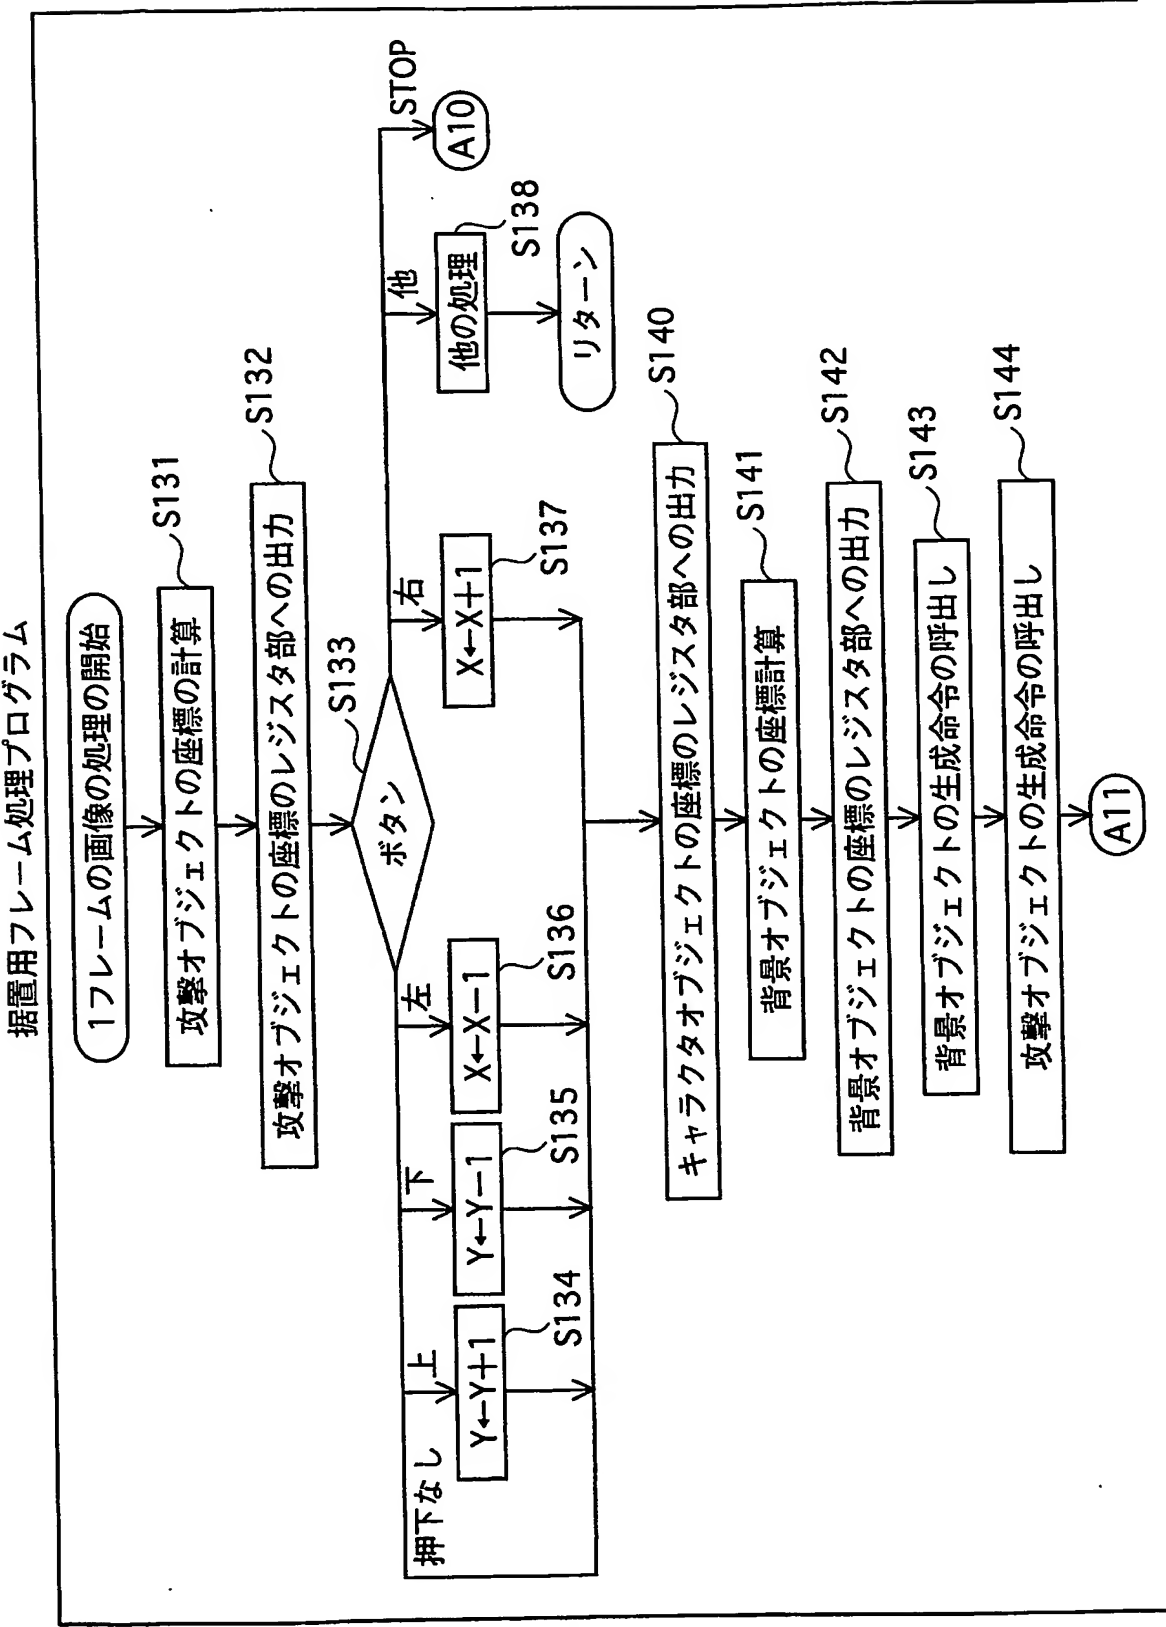 据置用フレーム処理プログラム
1フレームの画像の処理の開始
攻撃オブジェクトの座標の計算
S131
攻撃オブジェクトの座標のレジスタ部への出力
S132
ボタン
S133
押下なし
上
下
左
右
他
STOP
Y←Y+1
S134
Y←Y−1
S135
X←X−1
S136
X←X+1
S137
他の処理
S138
A10
リターン
キャラクタオブジェクトの座標のレジスタ部への出力
S140
背景オブジェクトの座標計算
S141
背景オブジェクトの座標のレジスタ部への出力
S142
背景オブジェクトの生成命令の呼出し
S143
攻撃オブジェクトの生成命令の呼出し
S144
A11